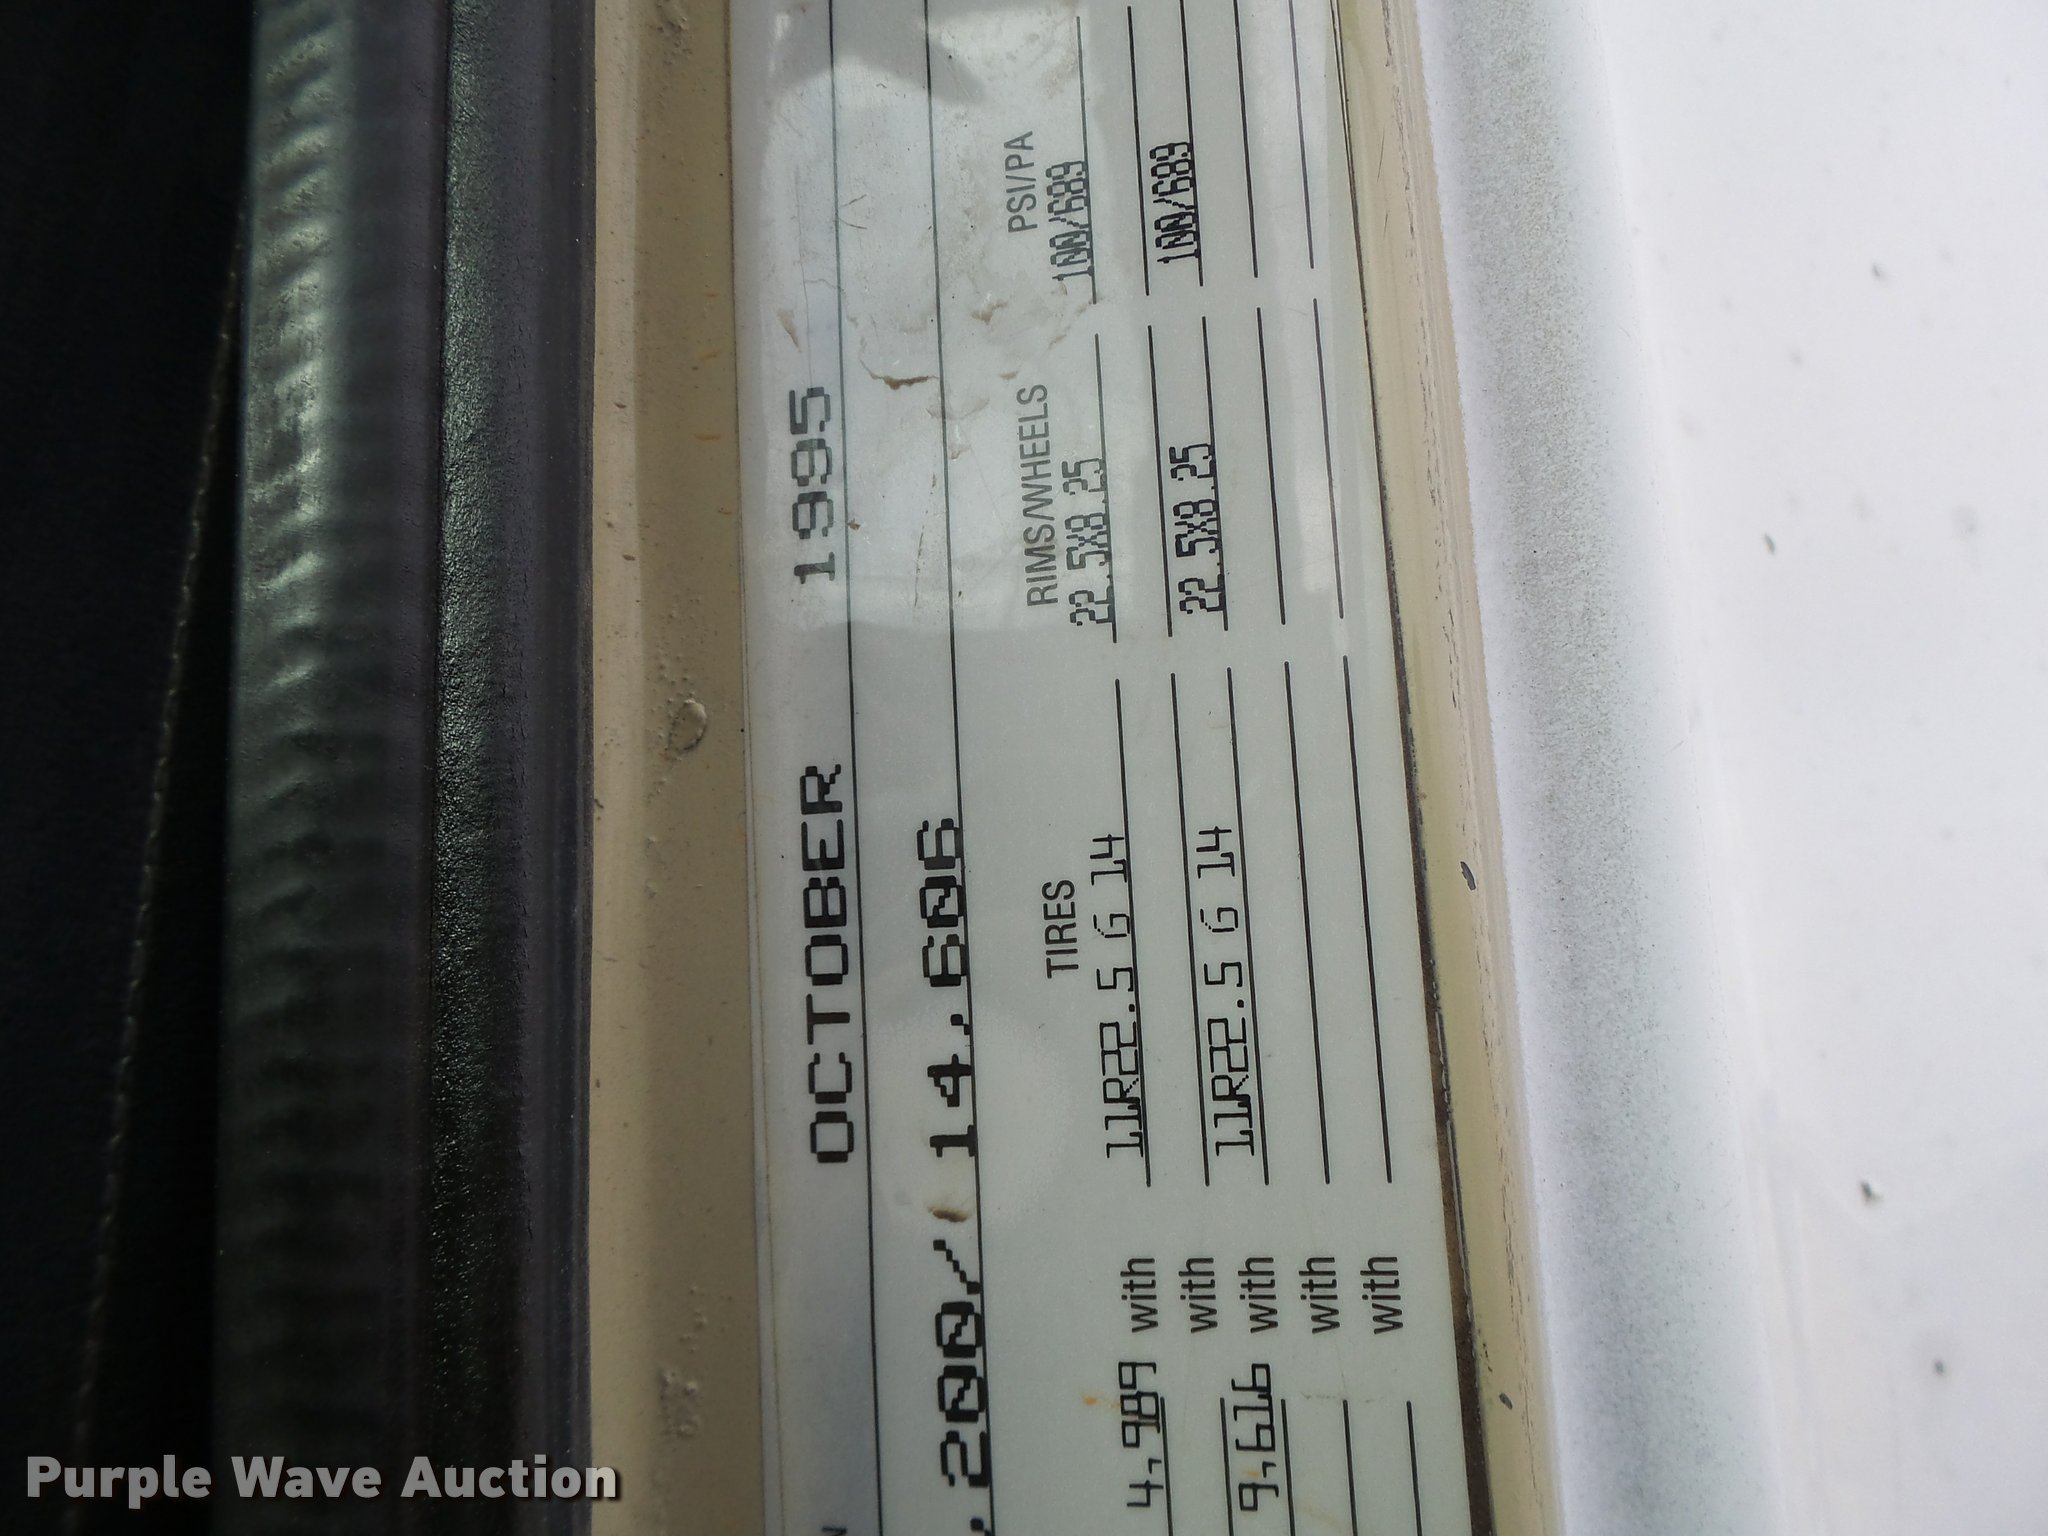 OCTOBER 1995
,200/ 14,606
TIRES RIMS/WHEELS PSI/PA
4,989 with 11R22.5 G 14 22.5X8.25 100/689
with
9,616 with 11R22.5 G 14 22.5X8.25 100/689
with
with
Purple Wave Auction